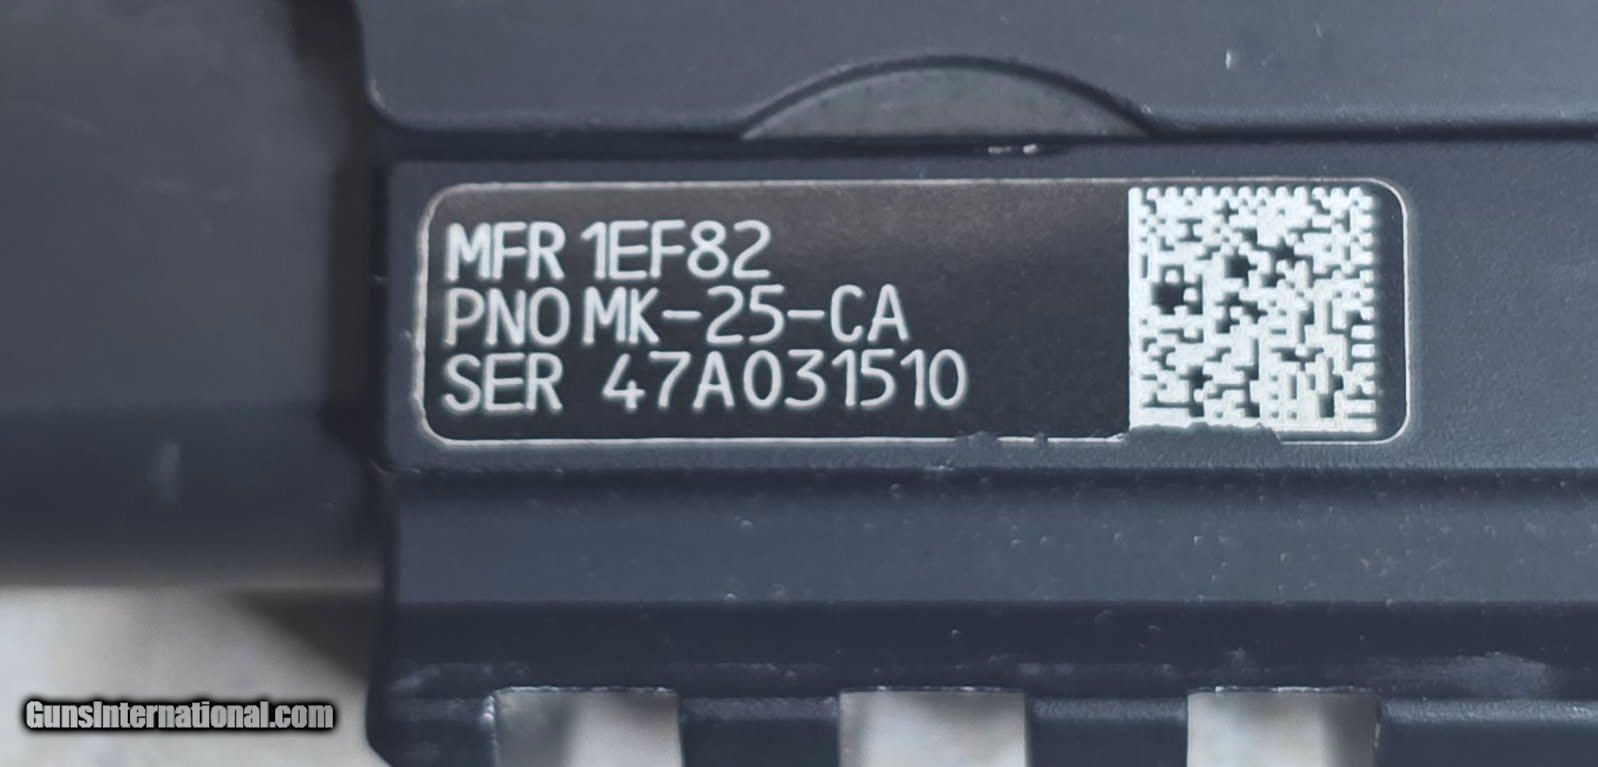 MFR 1EF82
PNO MK-25-CA
SER 47A031510
GunsInternational.com